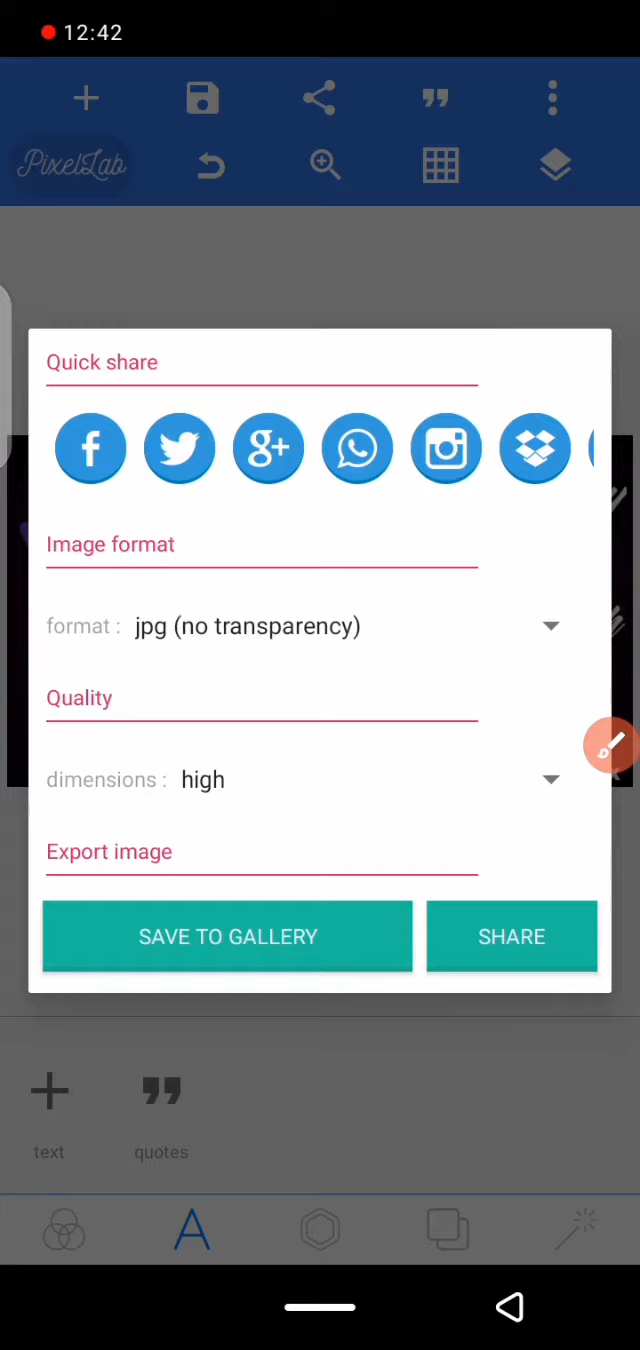 12:42
PixelLab
Quick share
Image format
format : jpg (no transparency)
Quality
dimensions : high
Export image
SAVE TO GALLERY
SHARE
text
quotes